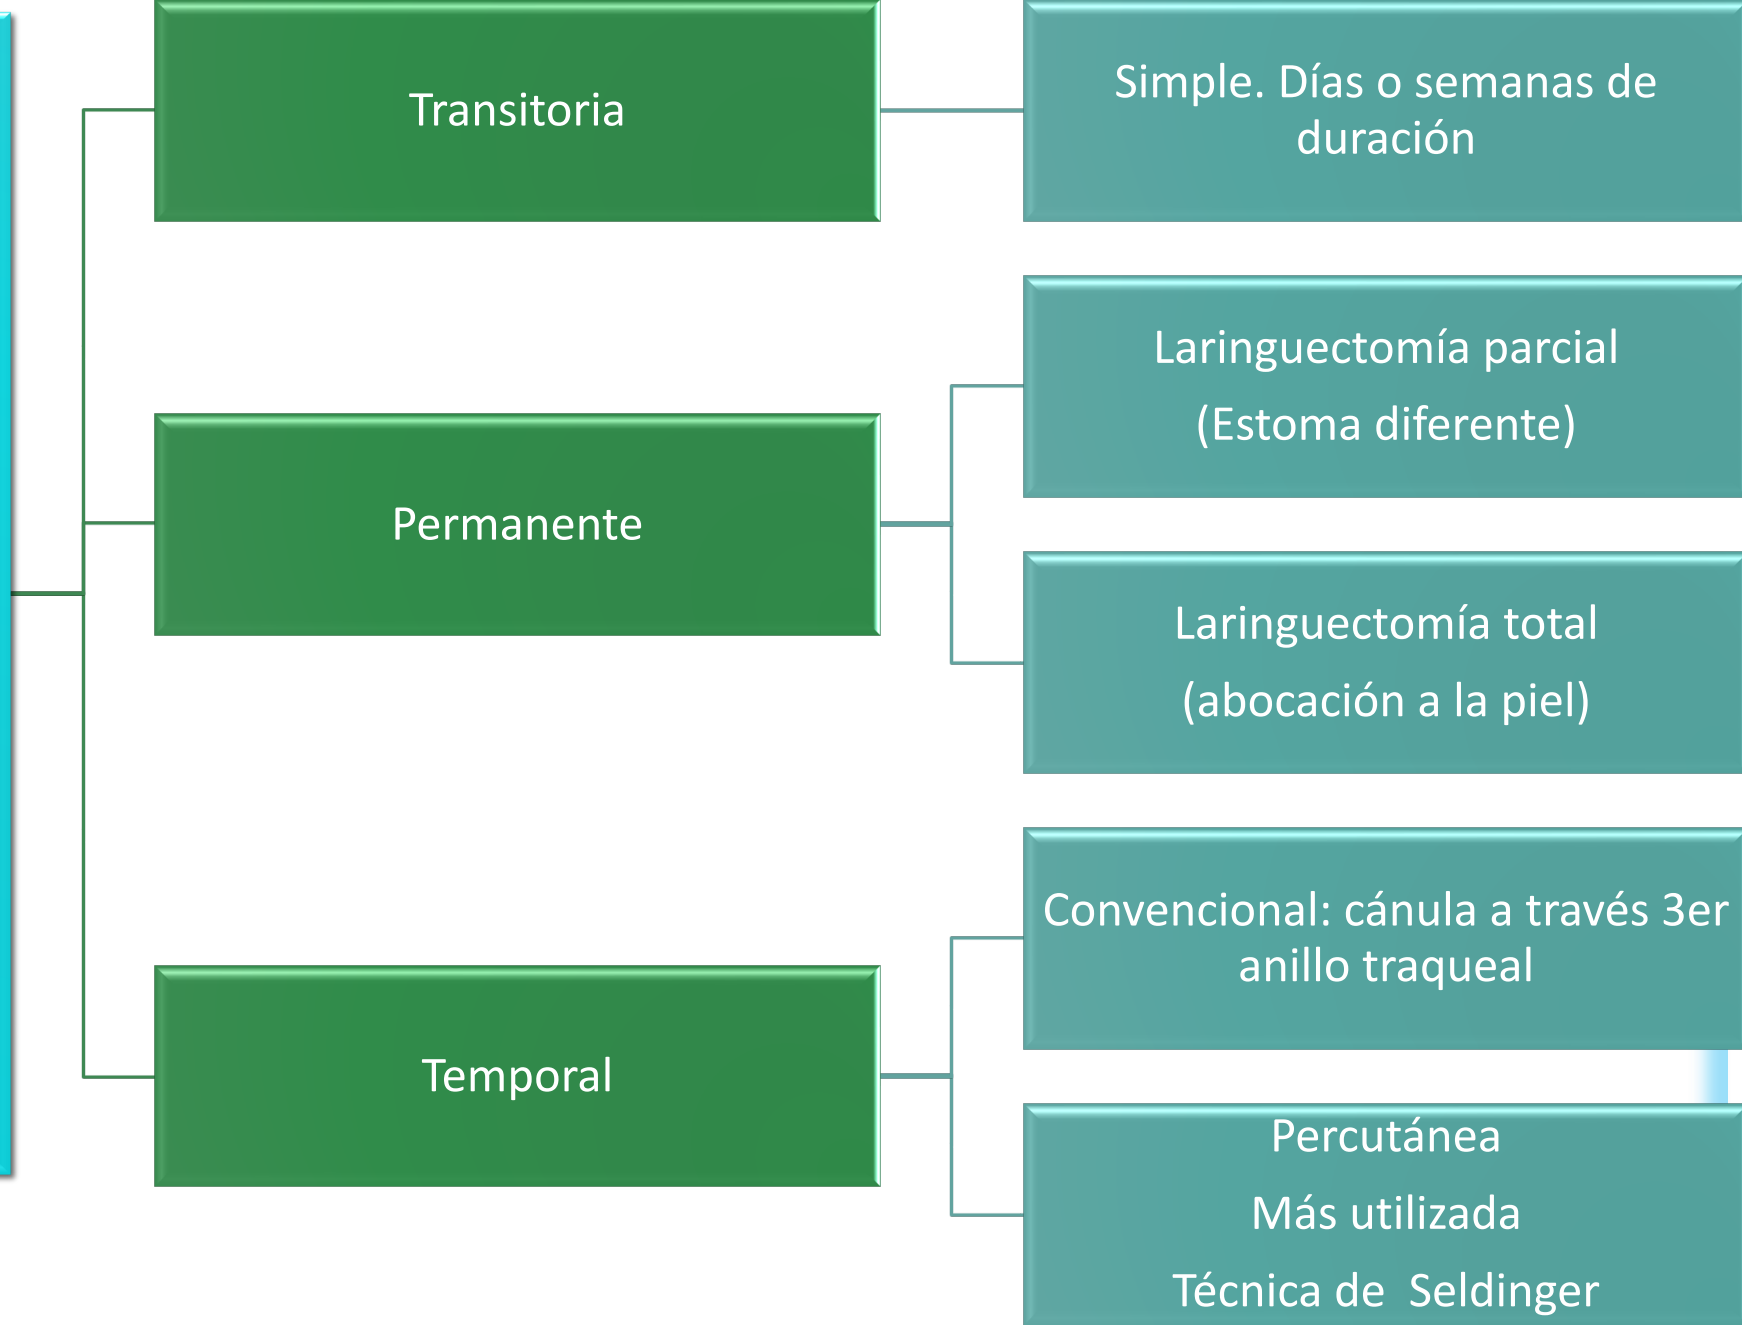 Transitoria
Simple. Días o semanas de
duración
Permanente
Laringuectomía parcial
(Estoma diferente)
Laringuectomía total
(abocación a la piel)
Temporal
Convencional: cánula a través 3er
anillo traqueal
Percutánea
Más utilizada
Técnica de  Seldinger